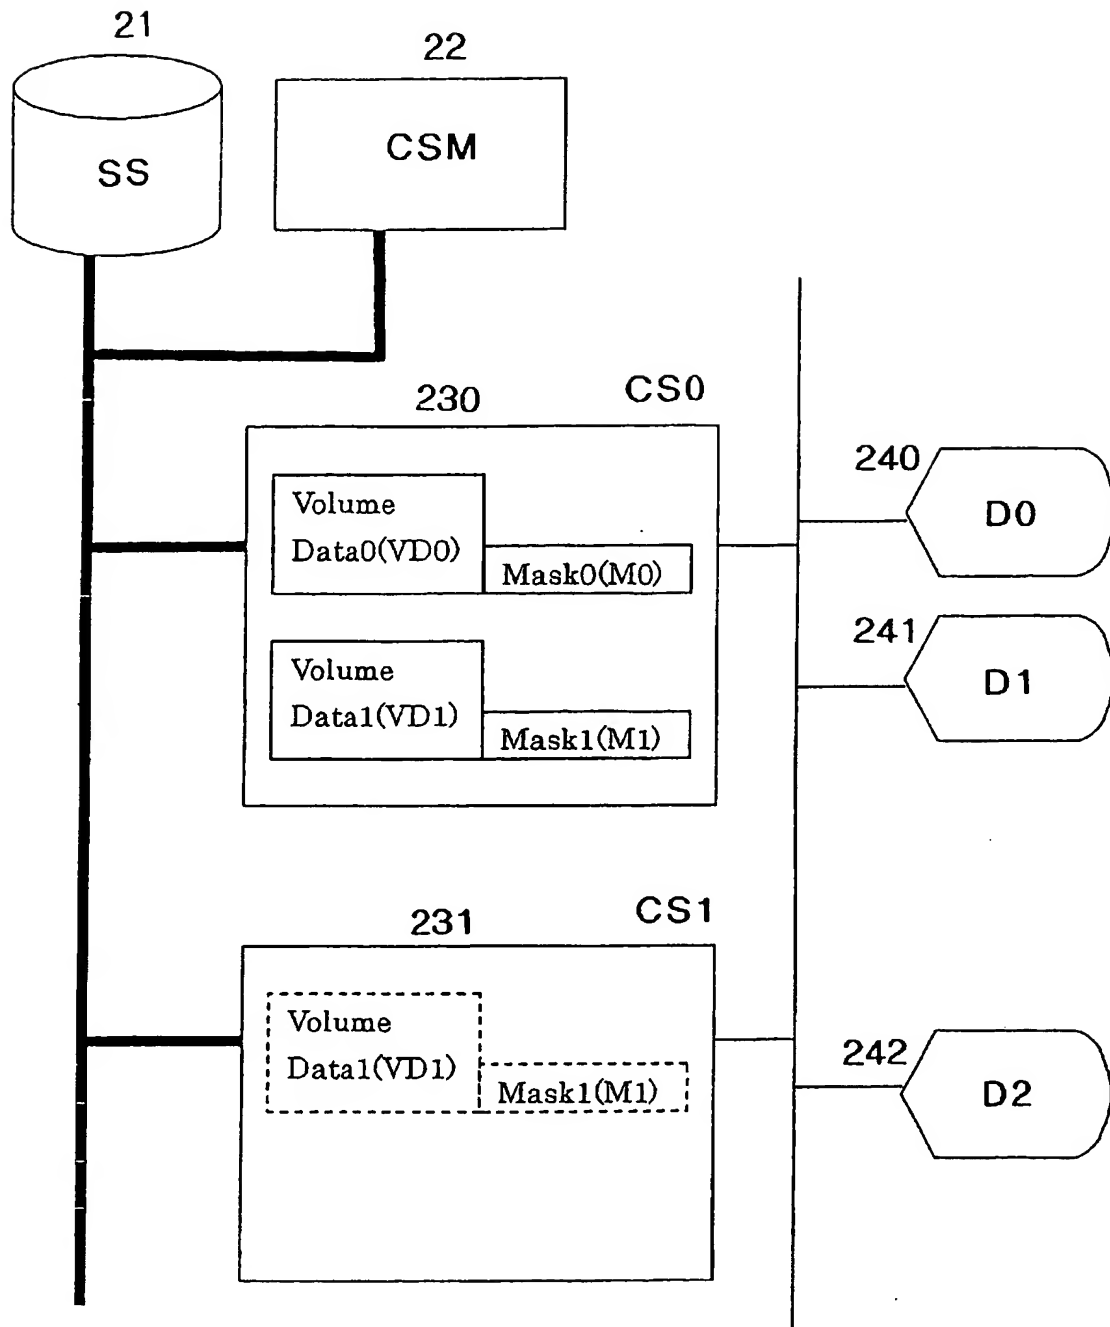 21
22
SS
CSM
230
CS0
Volume
Data0(VD0)
Mask0(M0)
Volume
Data1(VD1)
Mask1(M1)
240
D0
241
D1
231
CS1
Volume
Data1(VD1)
Mask1(M1)
242
D2